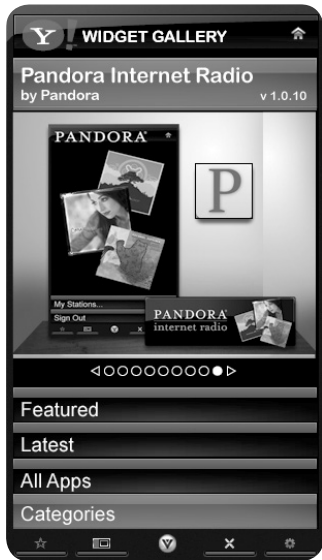 Y! WIDGET GALLERY
Pandora Internet Radio
by Pandora
v 1.0.10
PANDORA
P
My Stations...
Sign Out
PANDORA
internet radio
Featured
Latest
All Apps
Categories
Y